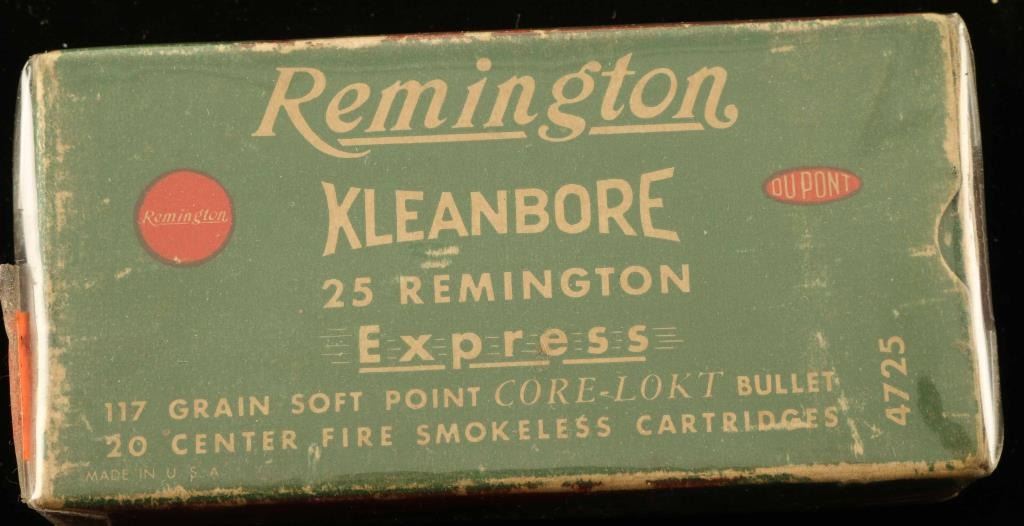 Remington
Remington
DU PONT
KLEANBORE
25 REMINGTON
Express
117 GRAIN SOFT POINT CORE-LOKT BULLET
20 CENTER FIRE SMOKELESS CARTRIDGES
MADE IN U.S.A.
4725